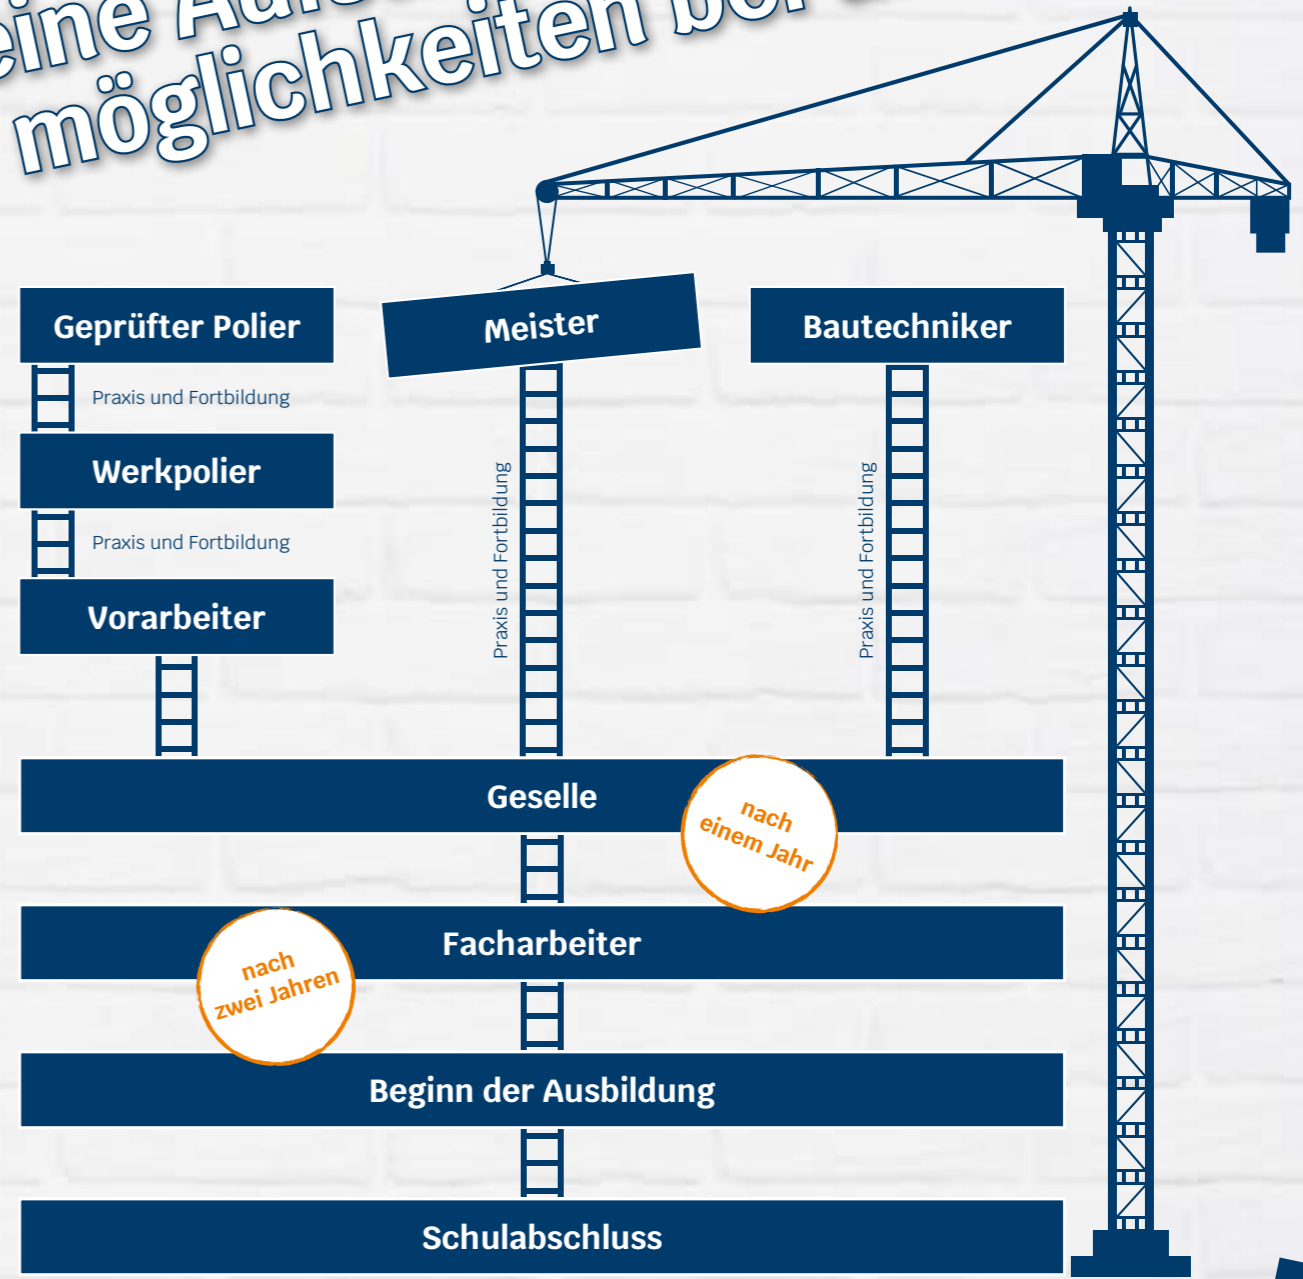 möglichkeiten
Geprüfter Polier
Meister
Bautechniker
Praxis und Fortbildung
Werkpolier
Praxis und Fortbildung
Vorarbeiter
Praxis und Fortbildung
Praxis und Fortbildung
Geselle
nach
einem Jahr
Facharbeiter
nach
zwei Jahren
Beginn der Ausbildung
Schulabschluss